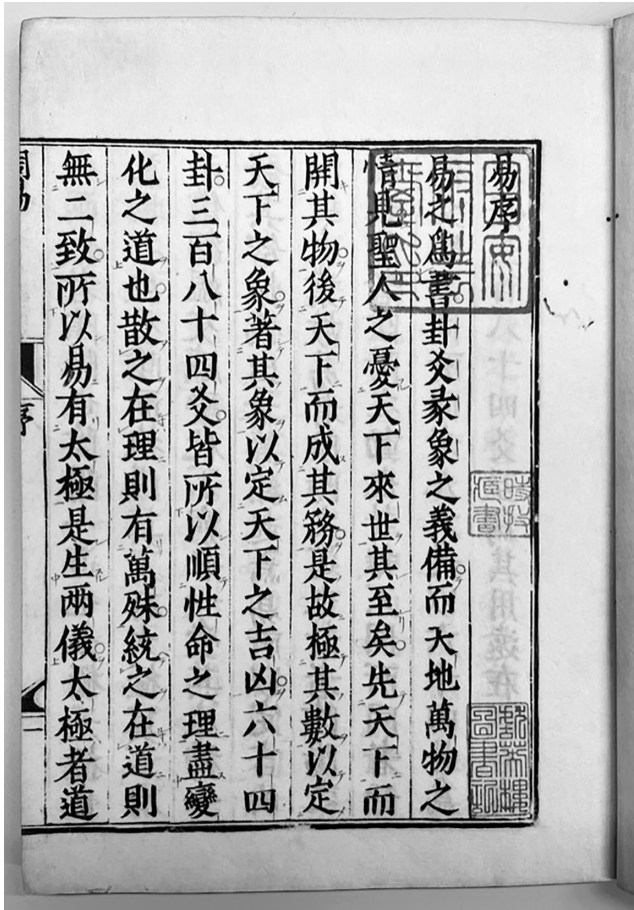 易序
易之爲書卦爻彖象之義備而天地萬物之
情見聖人之憂天下來世其至矣先天下而
開其物後天下而成其務是故極其數以定
天下之象著其象以定天下之吉凶六十四
卦三百八十四爻皆所以順性命之理盡變
化之道也散之在理則有萬殊統之在道則
無二致所以易有太極是生兩儀太極者道
周易
序